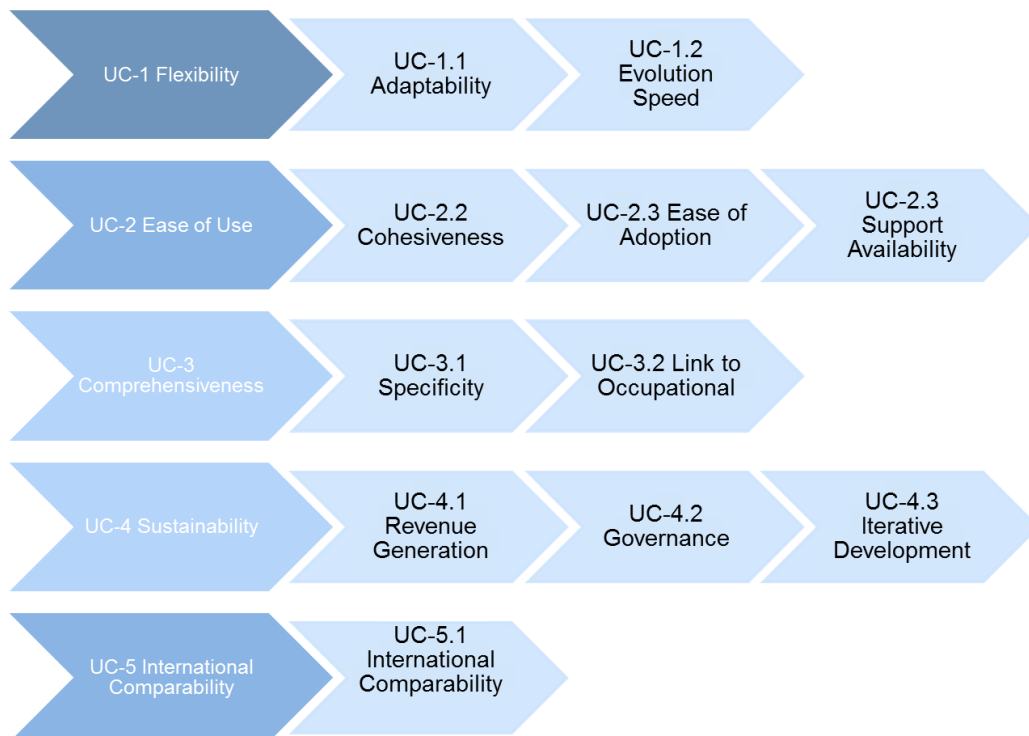 UC-1 Flexibility
UC-1.1
Adaptability
UC-1.2
Evolution
Speed
UC-2 Ease of Use
UC-2.2
Cohesiveness
UC-2.3 Ease of
Adoption
UC-2.3
Support
Availability
UC-3
Comprehensiveness
UC-3.1
Specificity
UC-3.2 Link to
Occupational
UC-4 Sustainability
UC-4.1
Revenue
Generation
UC-4.2
Governance
UC-4.3
Iterative
Development
UC-5 International
Comparability
UC-5.1
International
Comparability